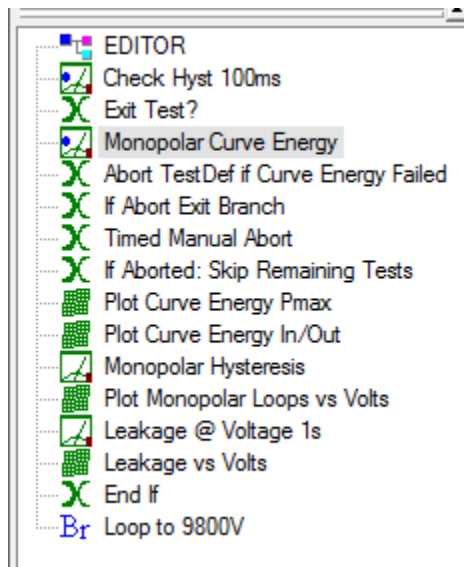 EDITOR
Check Hyst 100ms
Exit Test?
Monopolar Curve Energy
Abort TestDef if Curve Energy Failed
If Abort Exit Branch
Timed Manual Abort
If Aborted: Skip Remaining Tests
Plot Curve Energy Pmax
Plot Curve Energy In/Out
Monopolar Hysteresis
Plot Monopolar Loops vs Volts
Leakage @ Voltage 1s
Leakage vs Volts
End If
Br Loop to 9800V